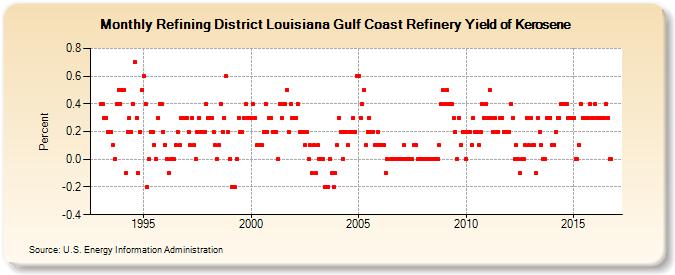 Monthly Refining District Louisiana Gulf Coast Refinery Yield of Kerosene
Percent
0.8
0.6
0.4
0.2
0.0
-0.2
-0.4
1995 2000 2005 2010 2015
Source: U.S. Energy Information Administration